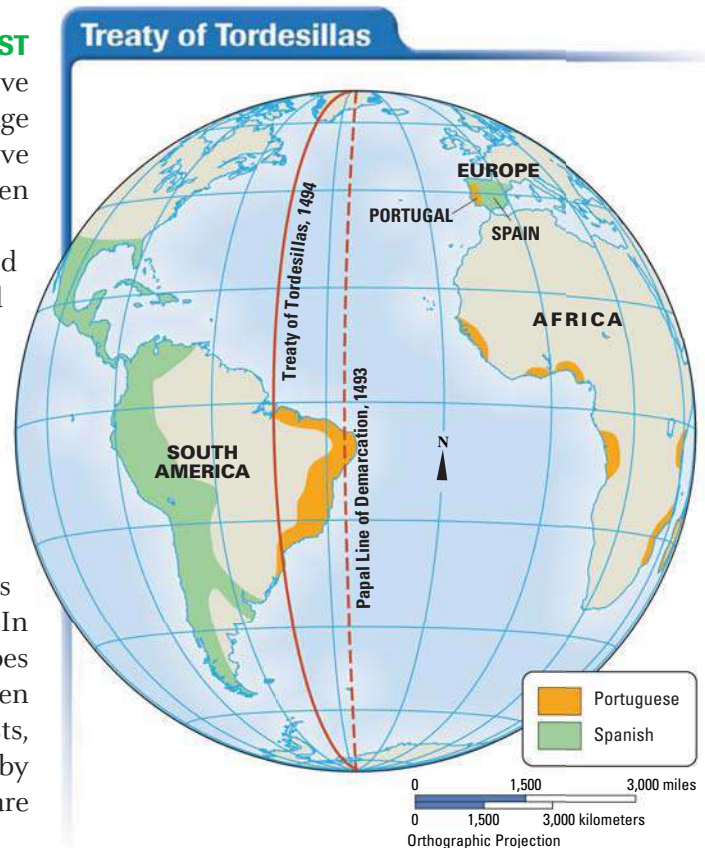 Treaty of Tordesillas
ST
ve
ge
ve
en
d
l
s
In
pes
en
sts,
by
are
EUROPE
PORTUGAL
SPAIN
AFRICA
Treaty of Tordesillas, 1494
Papal Line of Demarcation, 1493
SOUTH
AMERICA
N
Portuguese
Spanish
0 1,500 3,000 miles
0 1,500 3,000 kilometers
Orthographic Projection